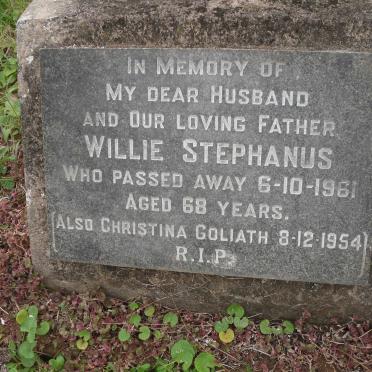 In Memory of
My dear Husband
and our loving Father
Willie Stephanus
Who passed away 6-10-1961
Aged 68 years.
(Also Christina Goliath 8-12-1954)
R.I.P.